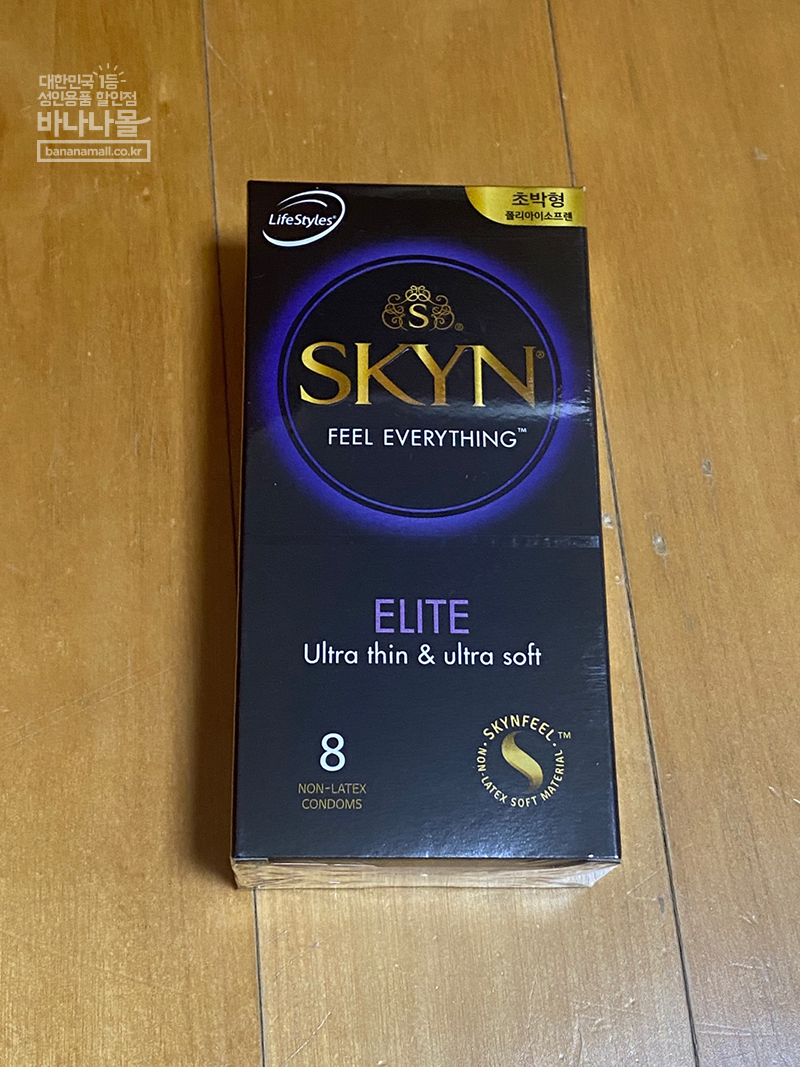 대한민국 1등
성인용품 할인점
바나나몰
bananamall.co.kr
LifeStyles®
초박형
폴리아이소프렌
S®
SKYN®
FEEL EVERYTHING™
ELITE
Ultra thin & ultra soft
8
NON-LATEX
CONDOMS
SKYNFEEL™
NON-LATEX SOFT MATERIAL